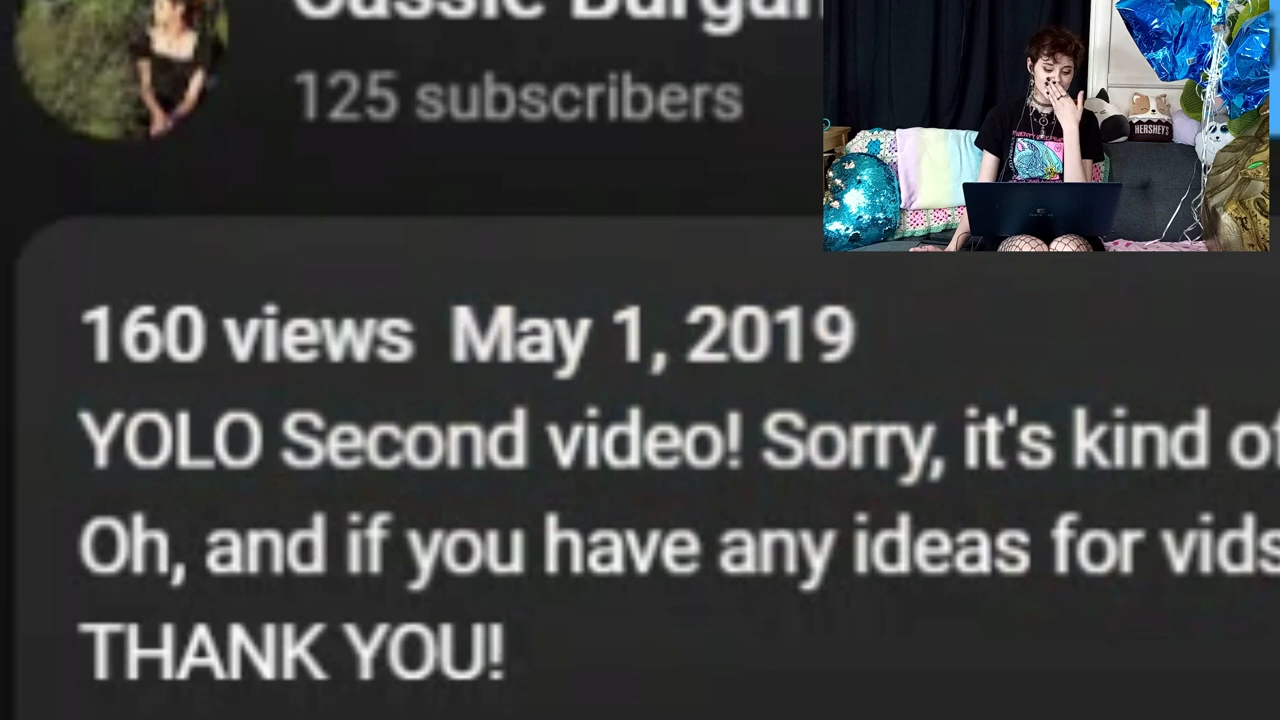 125 subscribers
HERSHEY'S
160 views May 1, 2019
YOLO Second video! Sorry, it's kind of
Oh, and if you have any ideas for vids
THANK YOU!